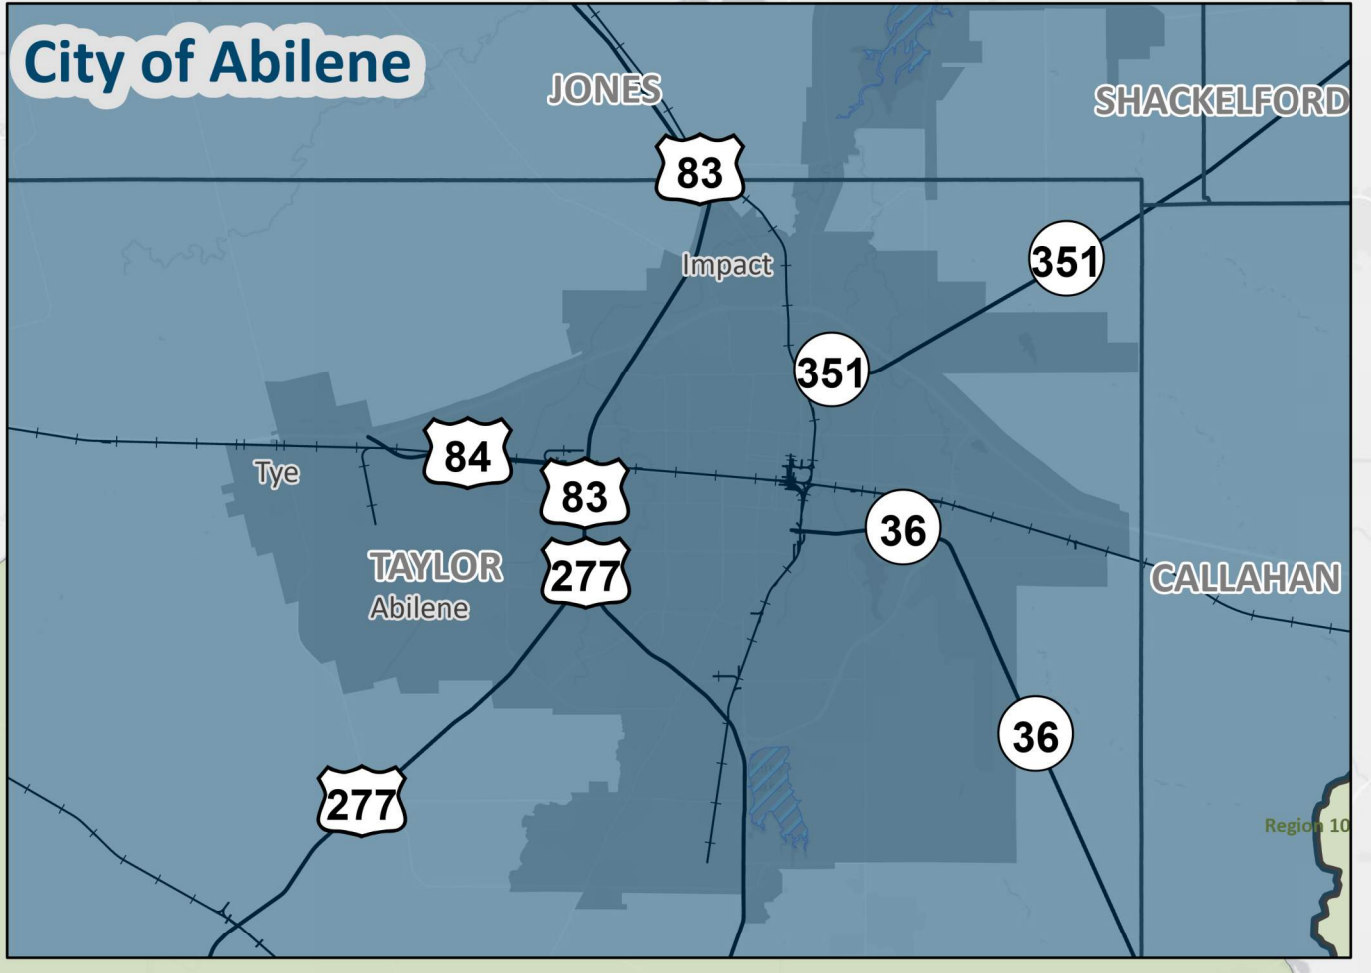 City of Abilene
JONES
SHACKELFORD
83
Impact
351
351
84
Tye
83
36
TAYLOR
277
CALLAHAN
Abilene
36
277
Region 10